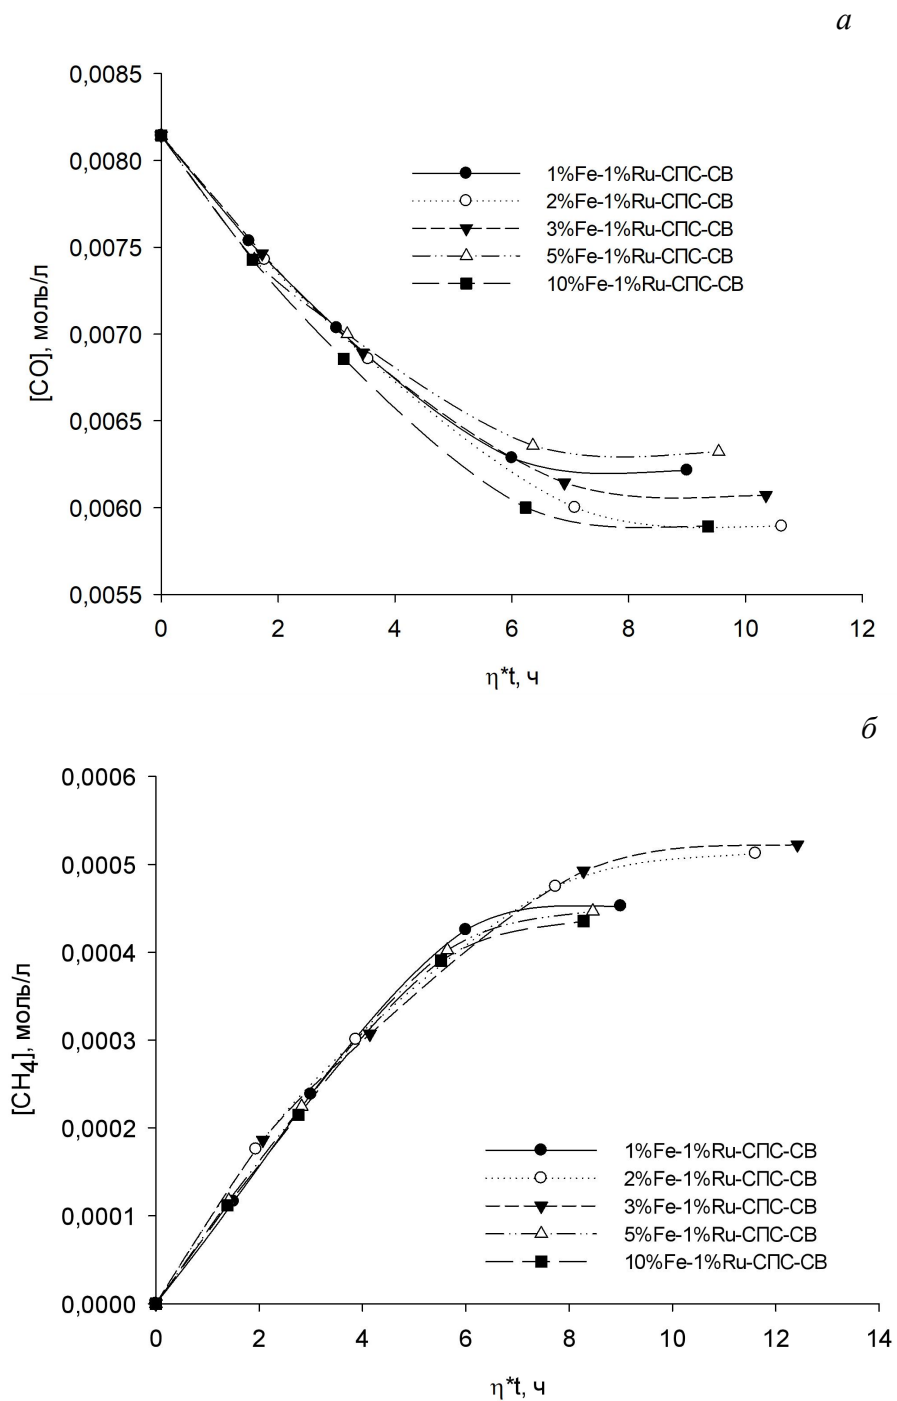 а
0,0085
0,0080
0,0075
0,0070
0,0065
0,0060
0,0055
[CO], моль/л
1%Fe-1%Ru-СПС-СВ
2%Fe-1%Ru-СПС-СВ
3%Fe-1%Ru-СПС-СВ
5%Fe-1%Ru-СПС-СВ
10%Fe-1%Ru-СПС-СВ
0 2 4 6 8 10 12
η*t, ч
б
0,0006
0,0005
0,0004
0,0003
0,0002
0,0001
0,0000
[CH4], моль/л
1%Fe-1%Ru-СПС-СВ
2%Fe-1%Ru-СПС-СВ
3%Fe-1%Ru-СПС-СВ
5%Fe-1%Ru-СПС-СВ
10%Fe-1%Ru-СПС-СВ
0 2 4 6 8 10 12 14
η*t, ч